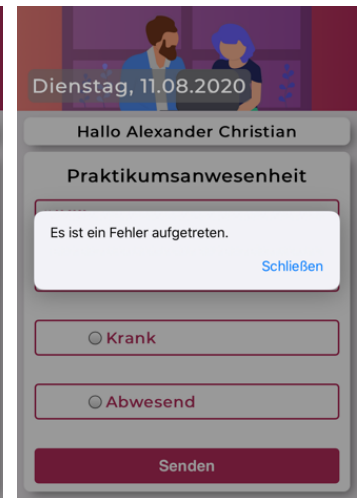 Dienstag, 11.08.2020
Hallo Alexander Christian
Praktikumsanwesenheit
Es ist ein Fehler aufgetreten.
Schließen
Krank
Abwesend
Senden